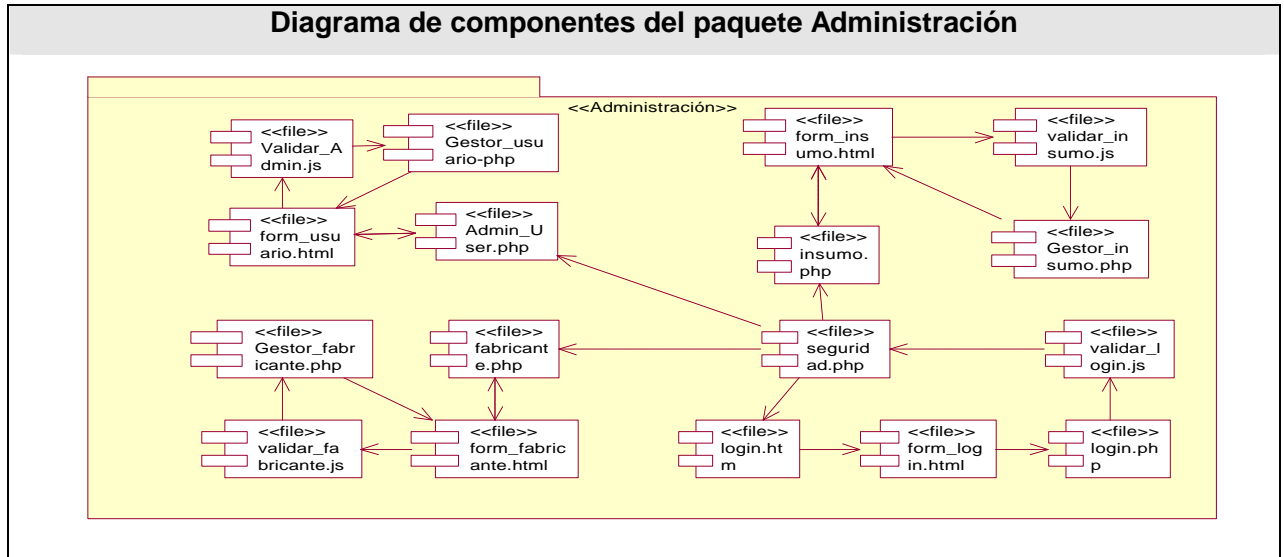 Diagrama de componentes del paquete Administración
<<Administración>>
<<file>>
Validar_A
dmin.js
<<file>>
Gestor_usu
ario-php
<<file>>
form_ins
umo.html
<<file>>
validar_in
sumo.js
<<file>>
form_usu
ario.html
<<file>>
Admin_U
ser.php
<<file>>
insumo.
php
<<file>>
Gestor_in
sumo.php
<<file>>
Gestor_fabr
icante.php
<<file>>
fabricant
e.php
<<file>>
segurid
ad.php
<<file>>
validar_l
ogin.js
<<file>>
validar_fa
bricante.js
<<file>>
form_fabric
ante.html
<<file>>
login.ht
m
<<file>>
form_log
in.html
<<file>>
login.ph
p